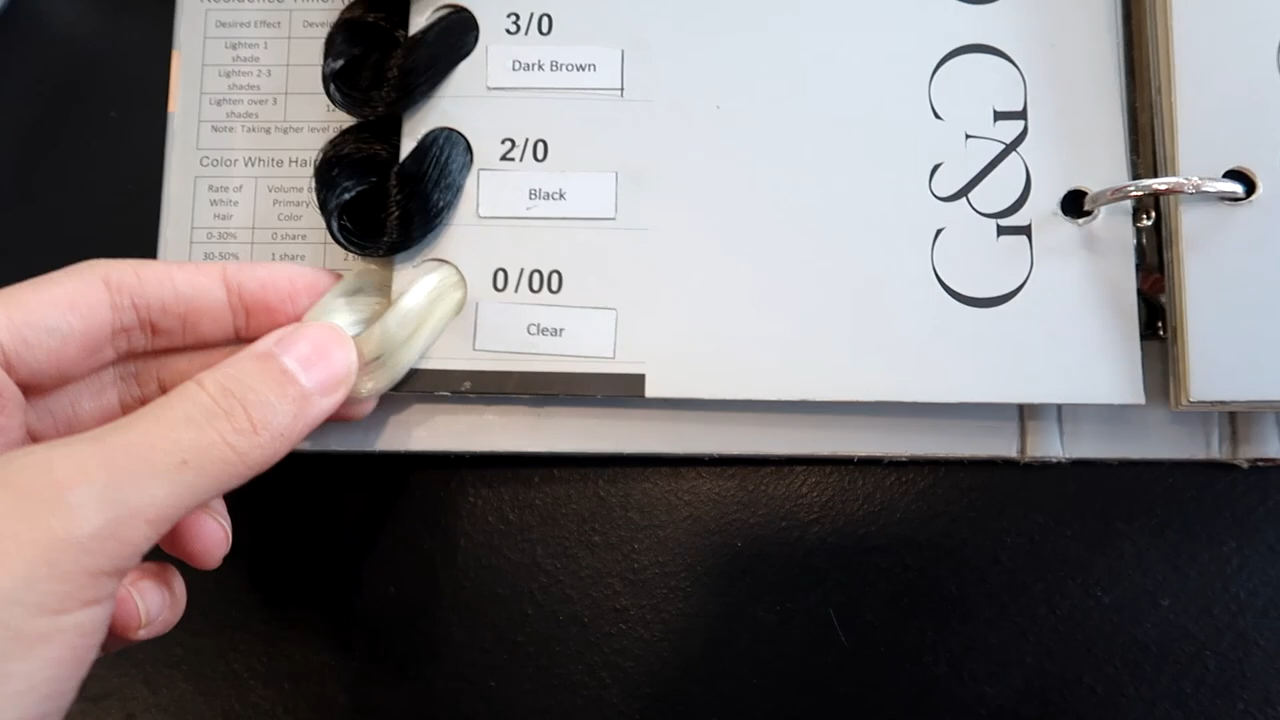 Desired Effect
Lighten 1
shade
Lighten 2-3
shades
Lighten over 3
shades
Note: Taking higher level of
Color White Hair
Rate of
White
Hair
Volume
Primary
Color
0-30%
0 share
30-50%
1 share
3/0
Dark Brown
2/0
Black
0/00
Clear
G&G